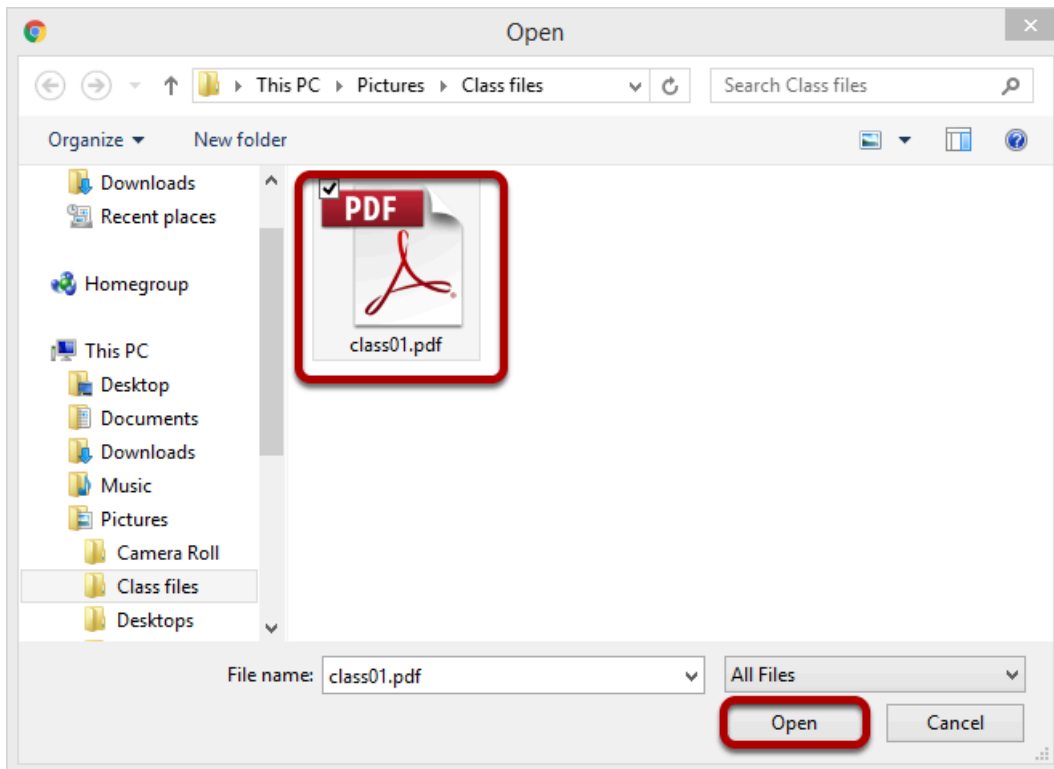 Open
This PC Pictures Class files
Search Class files
Organize
New folder
Downloads
Recent places
Homegroup
This PC
Desktop
Documents
Downloads
Music
Pictures
Camera Roll
Class files
Desktops
PDF
class01.pdf
File name: class01.pdf
All Files
Open
Cancel